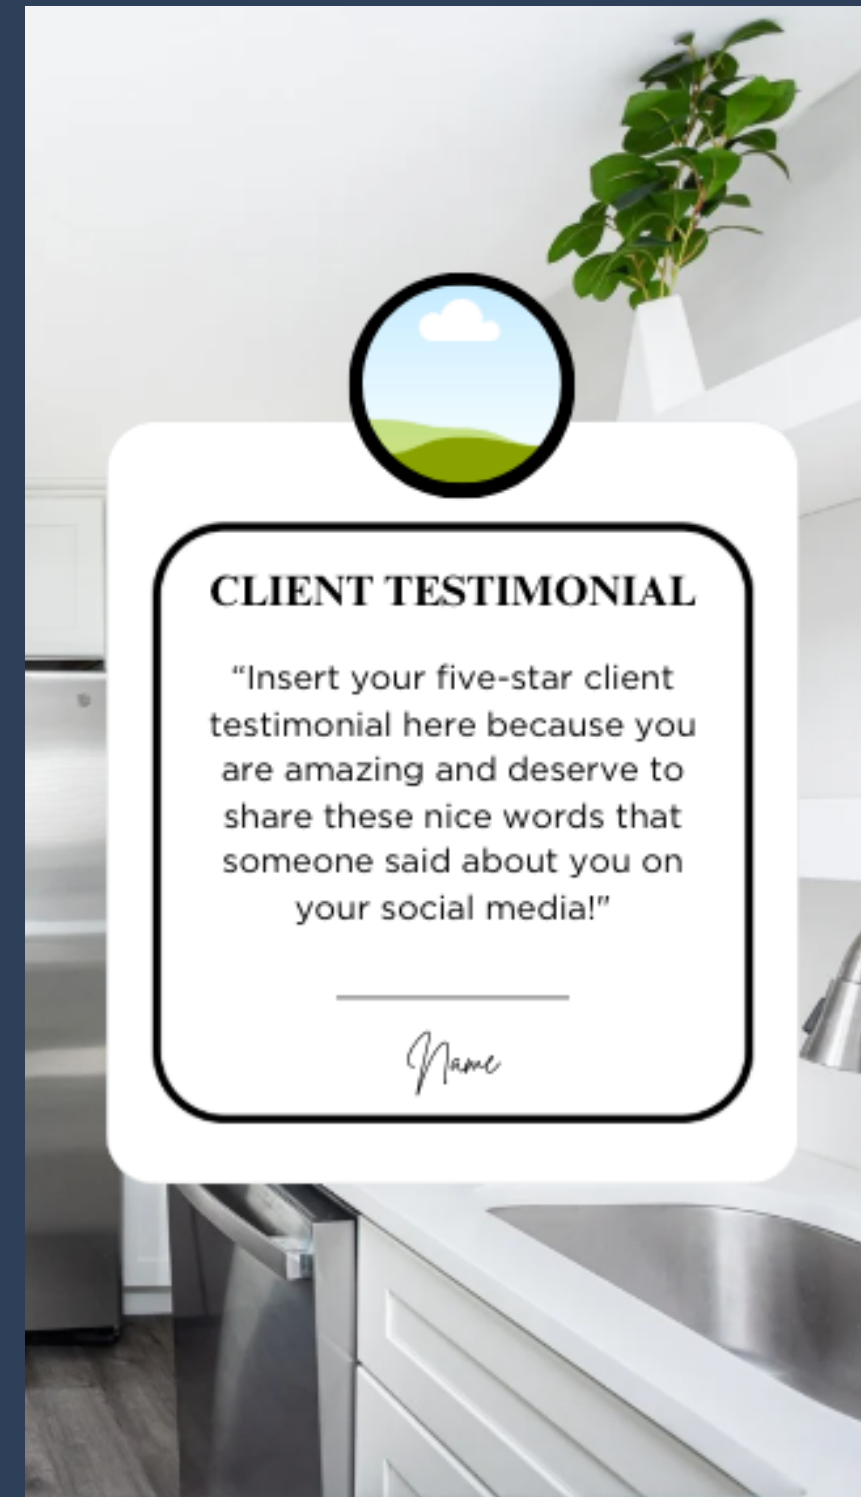 CLIENT TESTIMONIAL
“Insert your five-star client
testimonial here because you
are amazing and deserve to
share these nice words that
someone said about you on
your social media!"
Name